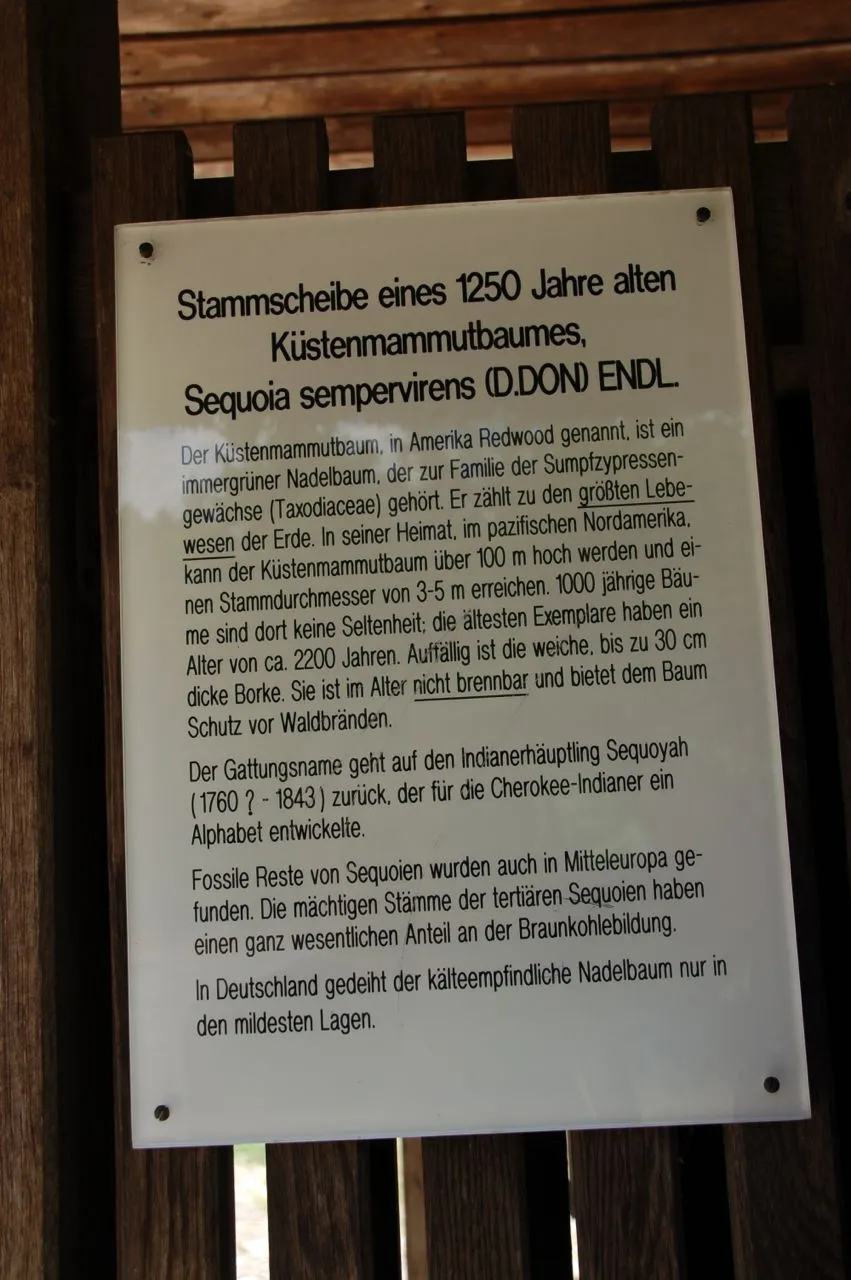 Stammscheibe eines 1250 Jahre alten
Küstenmammutbaumes,
Sequoia sempervirens (D.DON) ENDL.
Der Küstenmammutbaum, in Amerika Redwood genannt, ist ein
immergrüner Nadelbaum, der zur Familie der Sumpfzypressen-
gewächse (Taxodiaceae) gehört. Er zählt zu den größten Lebe-
wesen der Erde. In seiner Heimat, im pazifischen Nordamerika,
kann der Küstenmammutbaum über 100 m hoch werden und ei-
nen Stammdurchmesser von 3-5 m erreichen. 1000 jährige Bäu-
me sind dort keine Seltenheit; die ältesten Exemplare haben ein
Alter von ca. 2200 Jahren. Auffällig ist die weiche, bis zu 30 cm
dicke Borke. Sie ist im Alter nicht brennbar und bietet dem Baum
Schutz vor Waldbränden.
Der Gattungsname geht auf den Indianerhäuptling Sequoyah
(1760 ? - 1843) zurück, der für die Cherokee-Indianer ein
Alphabet entwickelte.
Fossile Reste von Sequoien wurden auch in Mitteleuropa ge-
funden. Die mächtigen Stämme der tertiären Sequoien haben
einen ganz wesentlichen Anteil an der Braunkohlebildung.
In Deutschland gedeiht der kälteempfindliche Nadelbaum nur in
den mildesten Lagen.